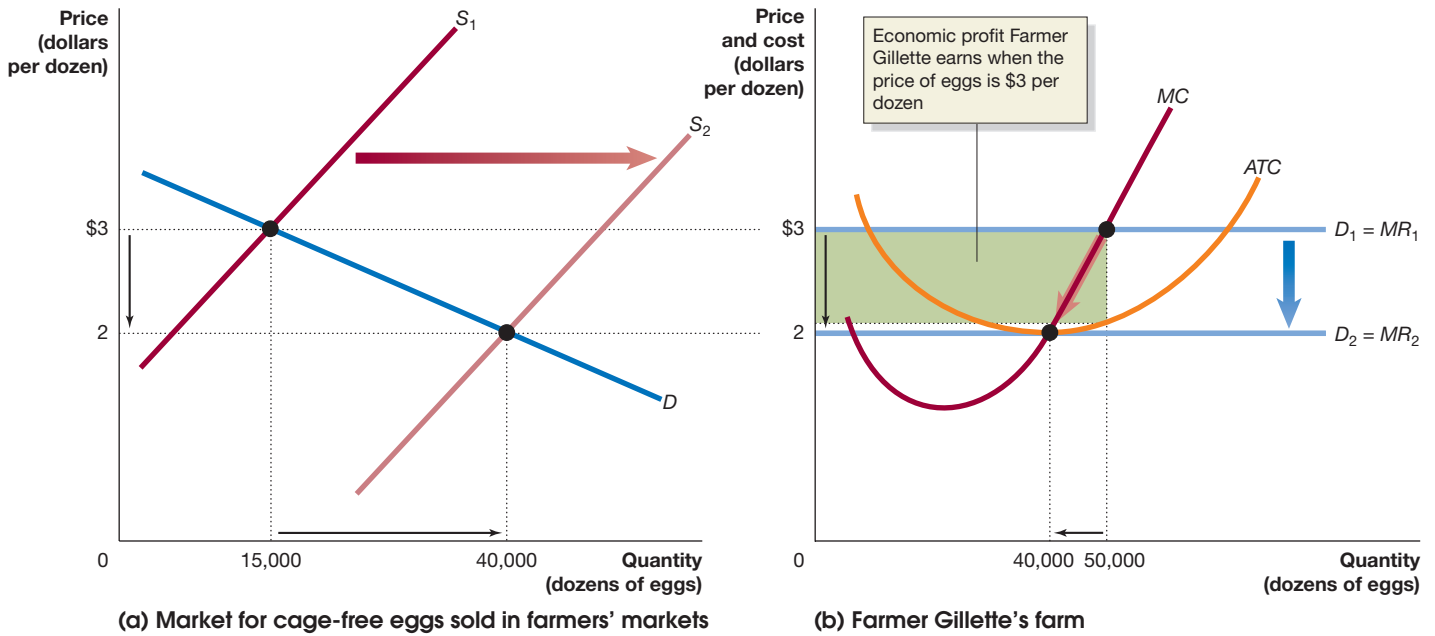 Price
(dollars
per dozen)
S1
S2
$3
2
D
0
15,000
40,000
Quantity
(dozens of eggs)
(a) Market for cage-free eggs sold in farmers’ markets
Price
and cost
(dollars
per dozen)
Economic profit Farmer
Gillette earns when the
price of eggs is $3 per
dozen
MC
ATC
$3
D1 = MR1
2
D2 = MR2
0
40,000 50,000
Quantity
(dozens of eggs)
(b) Farmer Gillette’s farm